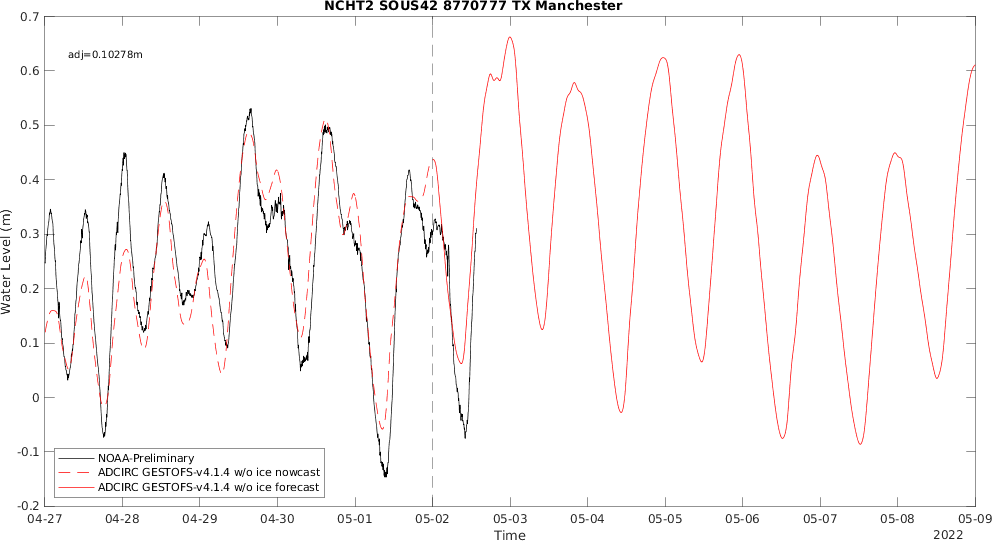 NCHT2 SOUS42 8770777 TX Manchester
adj=0.10278m
Water Level (m)
0.7
0.6
0.5
0.4
0.3
0.2
0.1
0
-0.1
-0.2
NOAA-Preliminary
ADCIRC GESTOFS-v4.1.4 w/o ice nowcast
ADCIRC GESTOFS-v4.1.4 w/o ice forecast
04-27 04-28 04-29 04-30 05-01 05-02 05-03 05-04 05-05 05-06 05-07 05-08 05-09
Time
2022